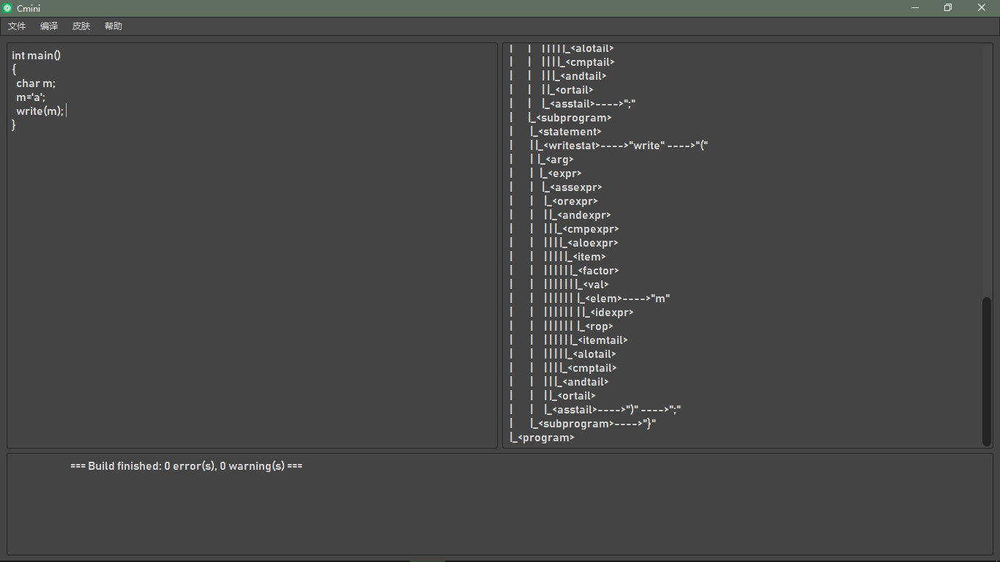 Cmini
文件 编译 皮肤 帮助
int main()
{
 char m;
 m='a';
 write(m);
}
|      |    |||||_<alotail>
|      |    ||||_<cmptail>
|      |    |||_<andtail>
|      |    ||_<ortail>
|      |    |_<asstail>---->";"
|      |_<subprogram>
|       |_<statement>
|       ||_<writestat>---->"write" ---->"("
|       | |_<arg>
|       |  |_<expr>
|       |   |_<assexpr>
|       |    |_<orexpr>
|       |    ||_<andexpr>
|       |    |||_<cmpexpr>
|       |    ||||_<aloexpr>
|       |    |||||_<item>
|       |    ||||||_<factor>
|       |    |||||||_<val>
|       |    |||||| |_<elem>---->"m"
|       |    |||||| ||_<idexpr>
|       |    |||||| |_<rop>
|       |    ||||||_<itemtail>
|       |    |||||_<alotail>
|       |    ||||_<cmptail>
|       |    |||_<andtail>
|       |    ||_<ortail>
|       |    |_<asstail>---->")" ---->";"
|       |_<subprogram>---->"}"
|_<program>
=== Build finished: 0 error(s), 0 warning(s) ===